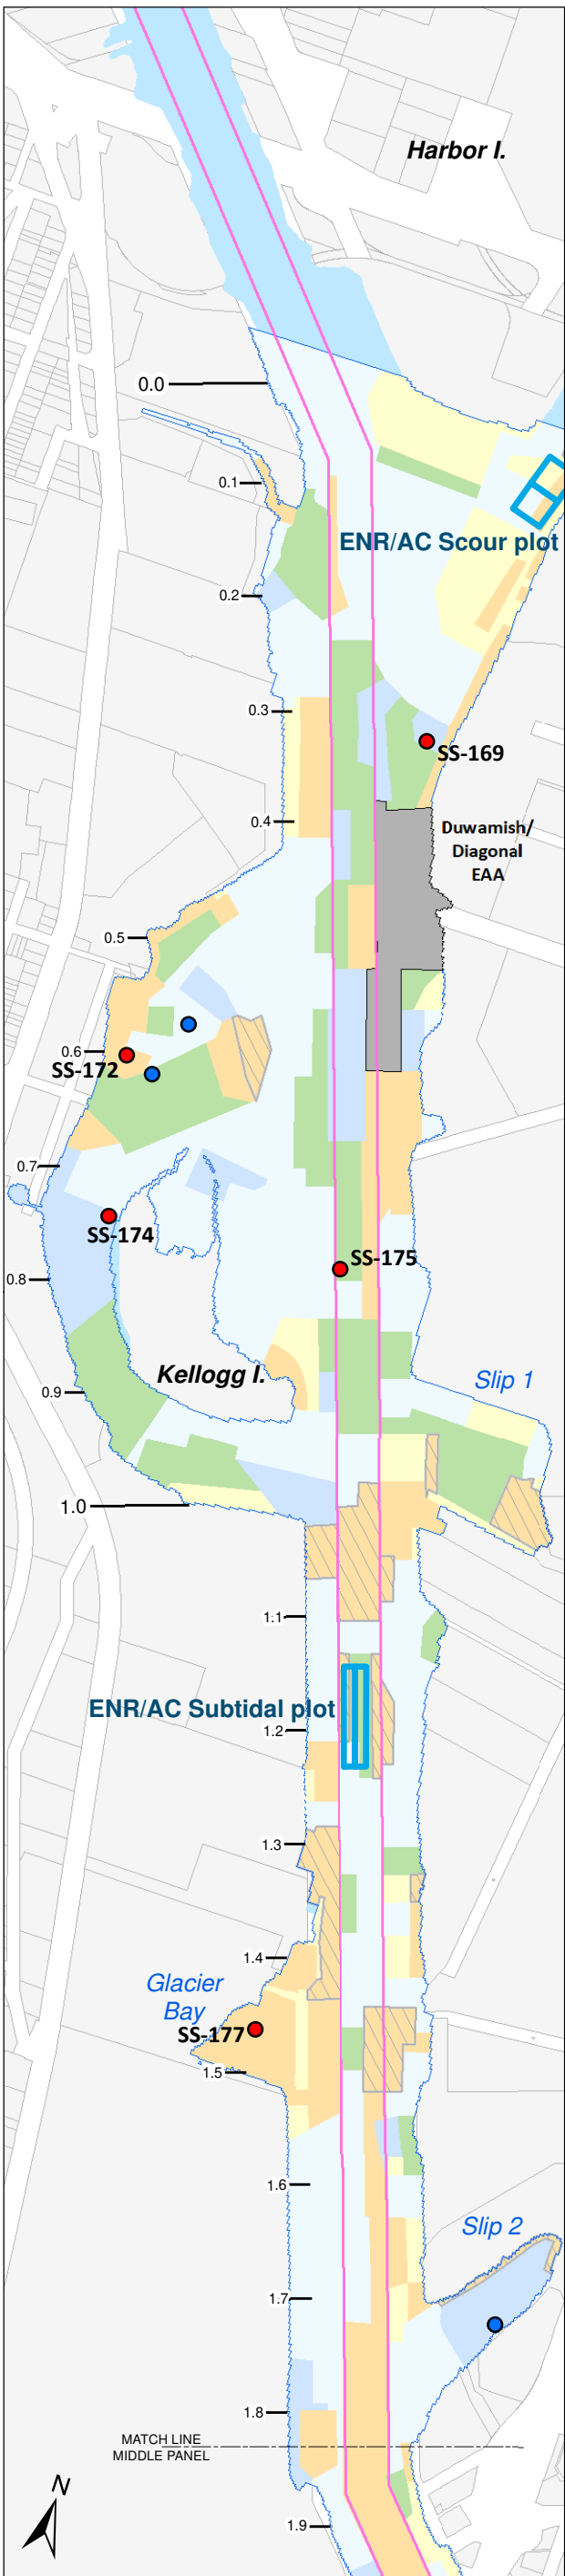 Harbor I.
0.0
0.1
ENR/AC Scour plot
0.2
0.3
SS-169
0.4
Duwamish/
Diagonal
EAA
0.5
0.6
SS-172
0.7
SS-174
SS-175
0.8
Kellogg I.
Slip 1
0.9
1.0
1.1
ENR/AC Subtidal plot
1.2
1.3
1.4
Glacier
Bay
SS-177
1.5
1.6
Slip 2
1.7
1.8
MATCH LINE
MIDDLE PANEL
N
1.9